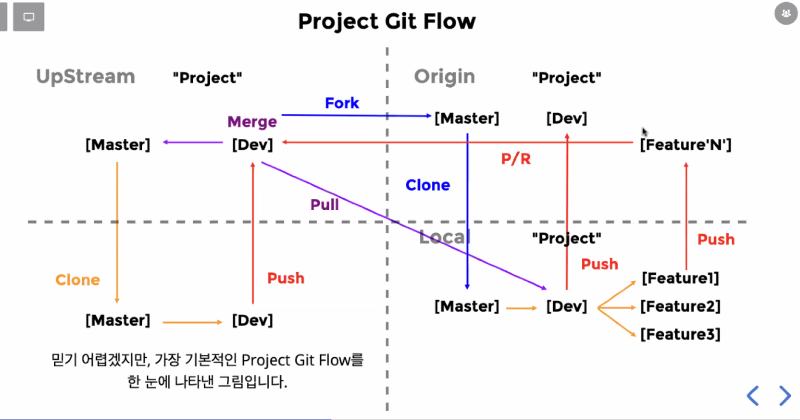 Project Git Flow
UpStream
"Project"
Origin
"Project"
Fork
Merge
[Master]
[Dev]
[Master]
[Dev]
[Feature'N']
P/R
Clone
Pull
Local
"Project"
Push
Clone
Push
Push
[Feature1]
[Master]
[Dev]
[Feature2]
[Master]
[Dev]
[Feature3]
믿기 어렵겠지만, 가장 기본적인 Project Git Flow를
한 눈에 나타낸 그림입니다.